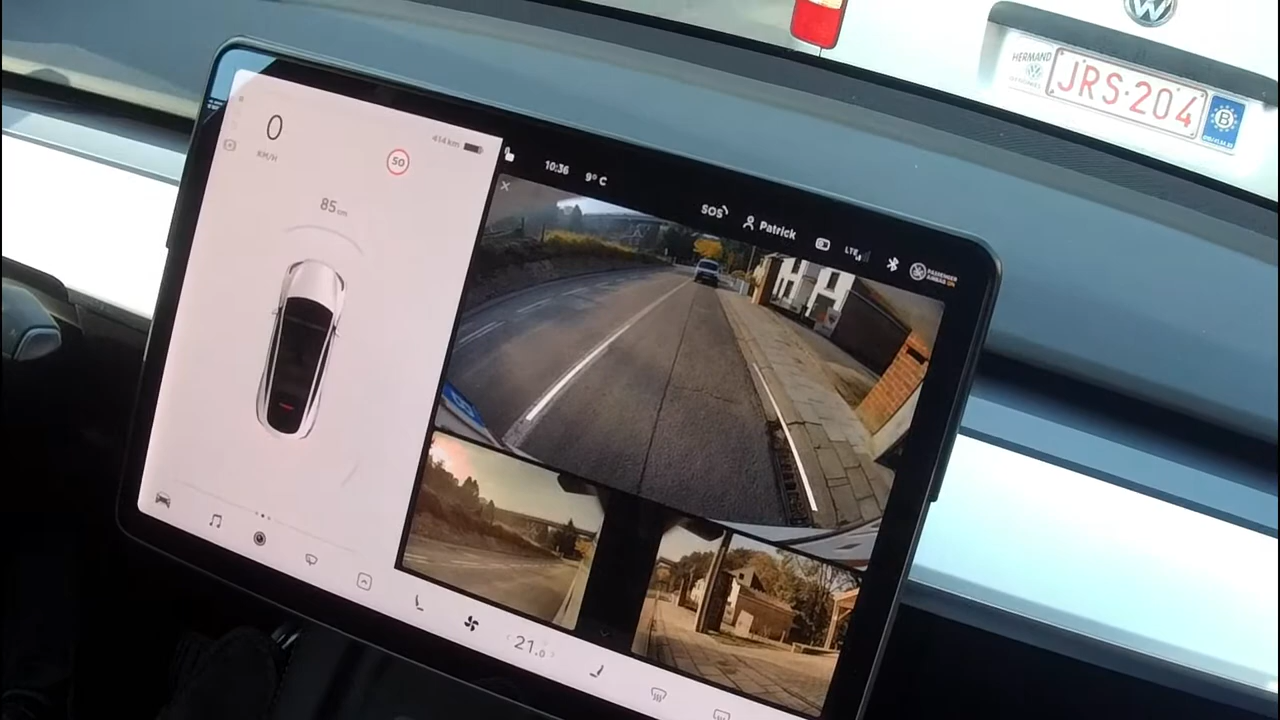 HERMAND
JRS·204
B
0
KM/H
50
414 km
10:36
9°C
SOS
Patrick
LTE
PASSENGER
AIRBAG ON
85 cm
21.0